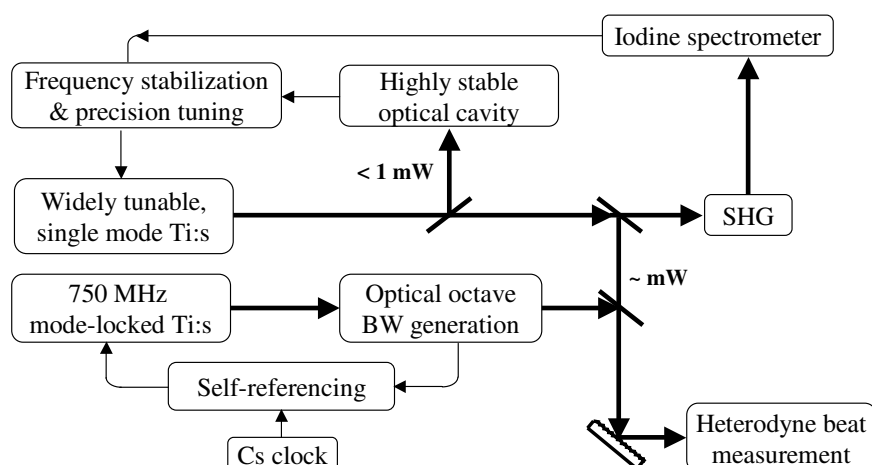 Iodine spectrometer
Frequency stabilization
& precision tuning
Highly stable
optical cavity
< 1 mW
Widely tunable,
single mode Ti:s
SHG
~ mW
750 MHz
mode-locked Ti:s
Optical octave
BW generation
Self-referencing
Cs clock
Heterodyne beat
measurement